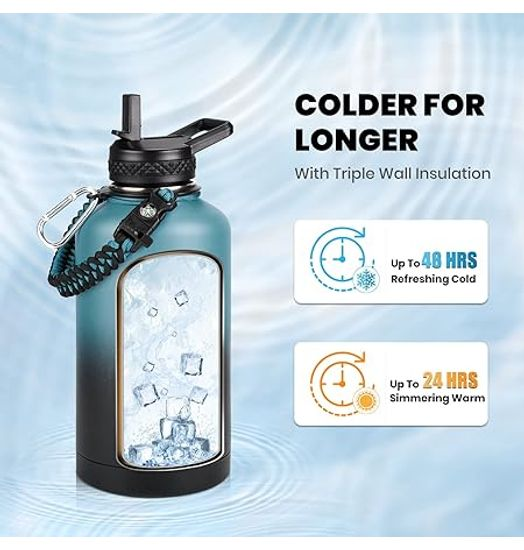 COLDER FOR
LONGER
With Triple Wall Insulation
Up To 48 HRS
Refreshing Cold
Up To 24 HRS
Simmering Warm